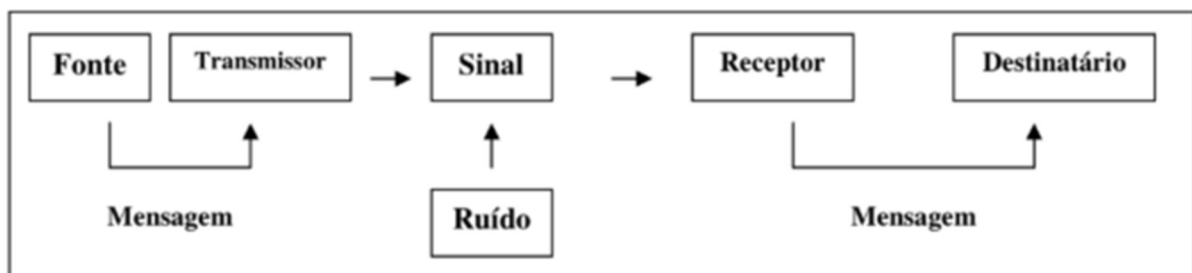 Fonte
Transmissor
Sinal
Receptor
Destinatário
Mensagem
Ruído
Mensagem